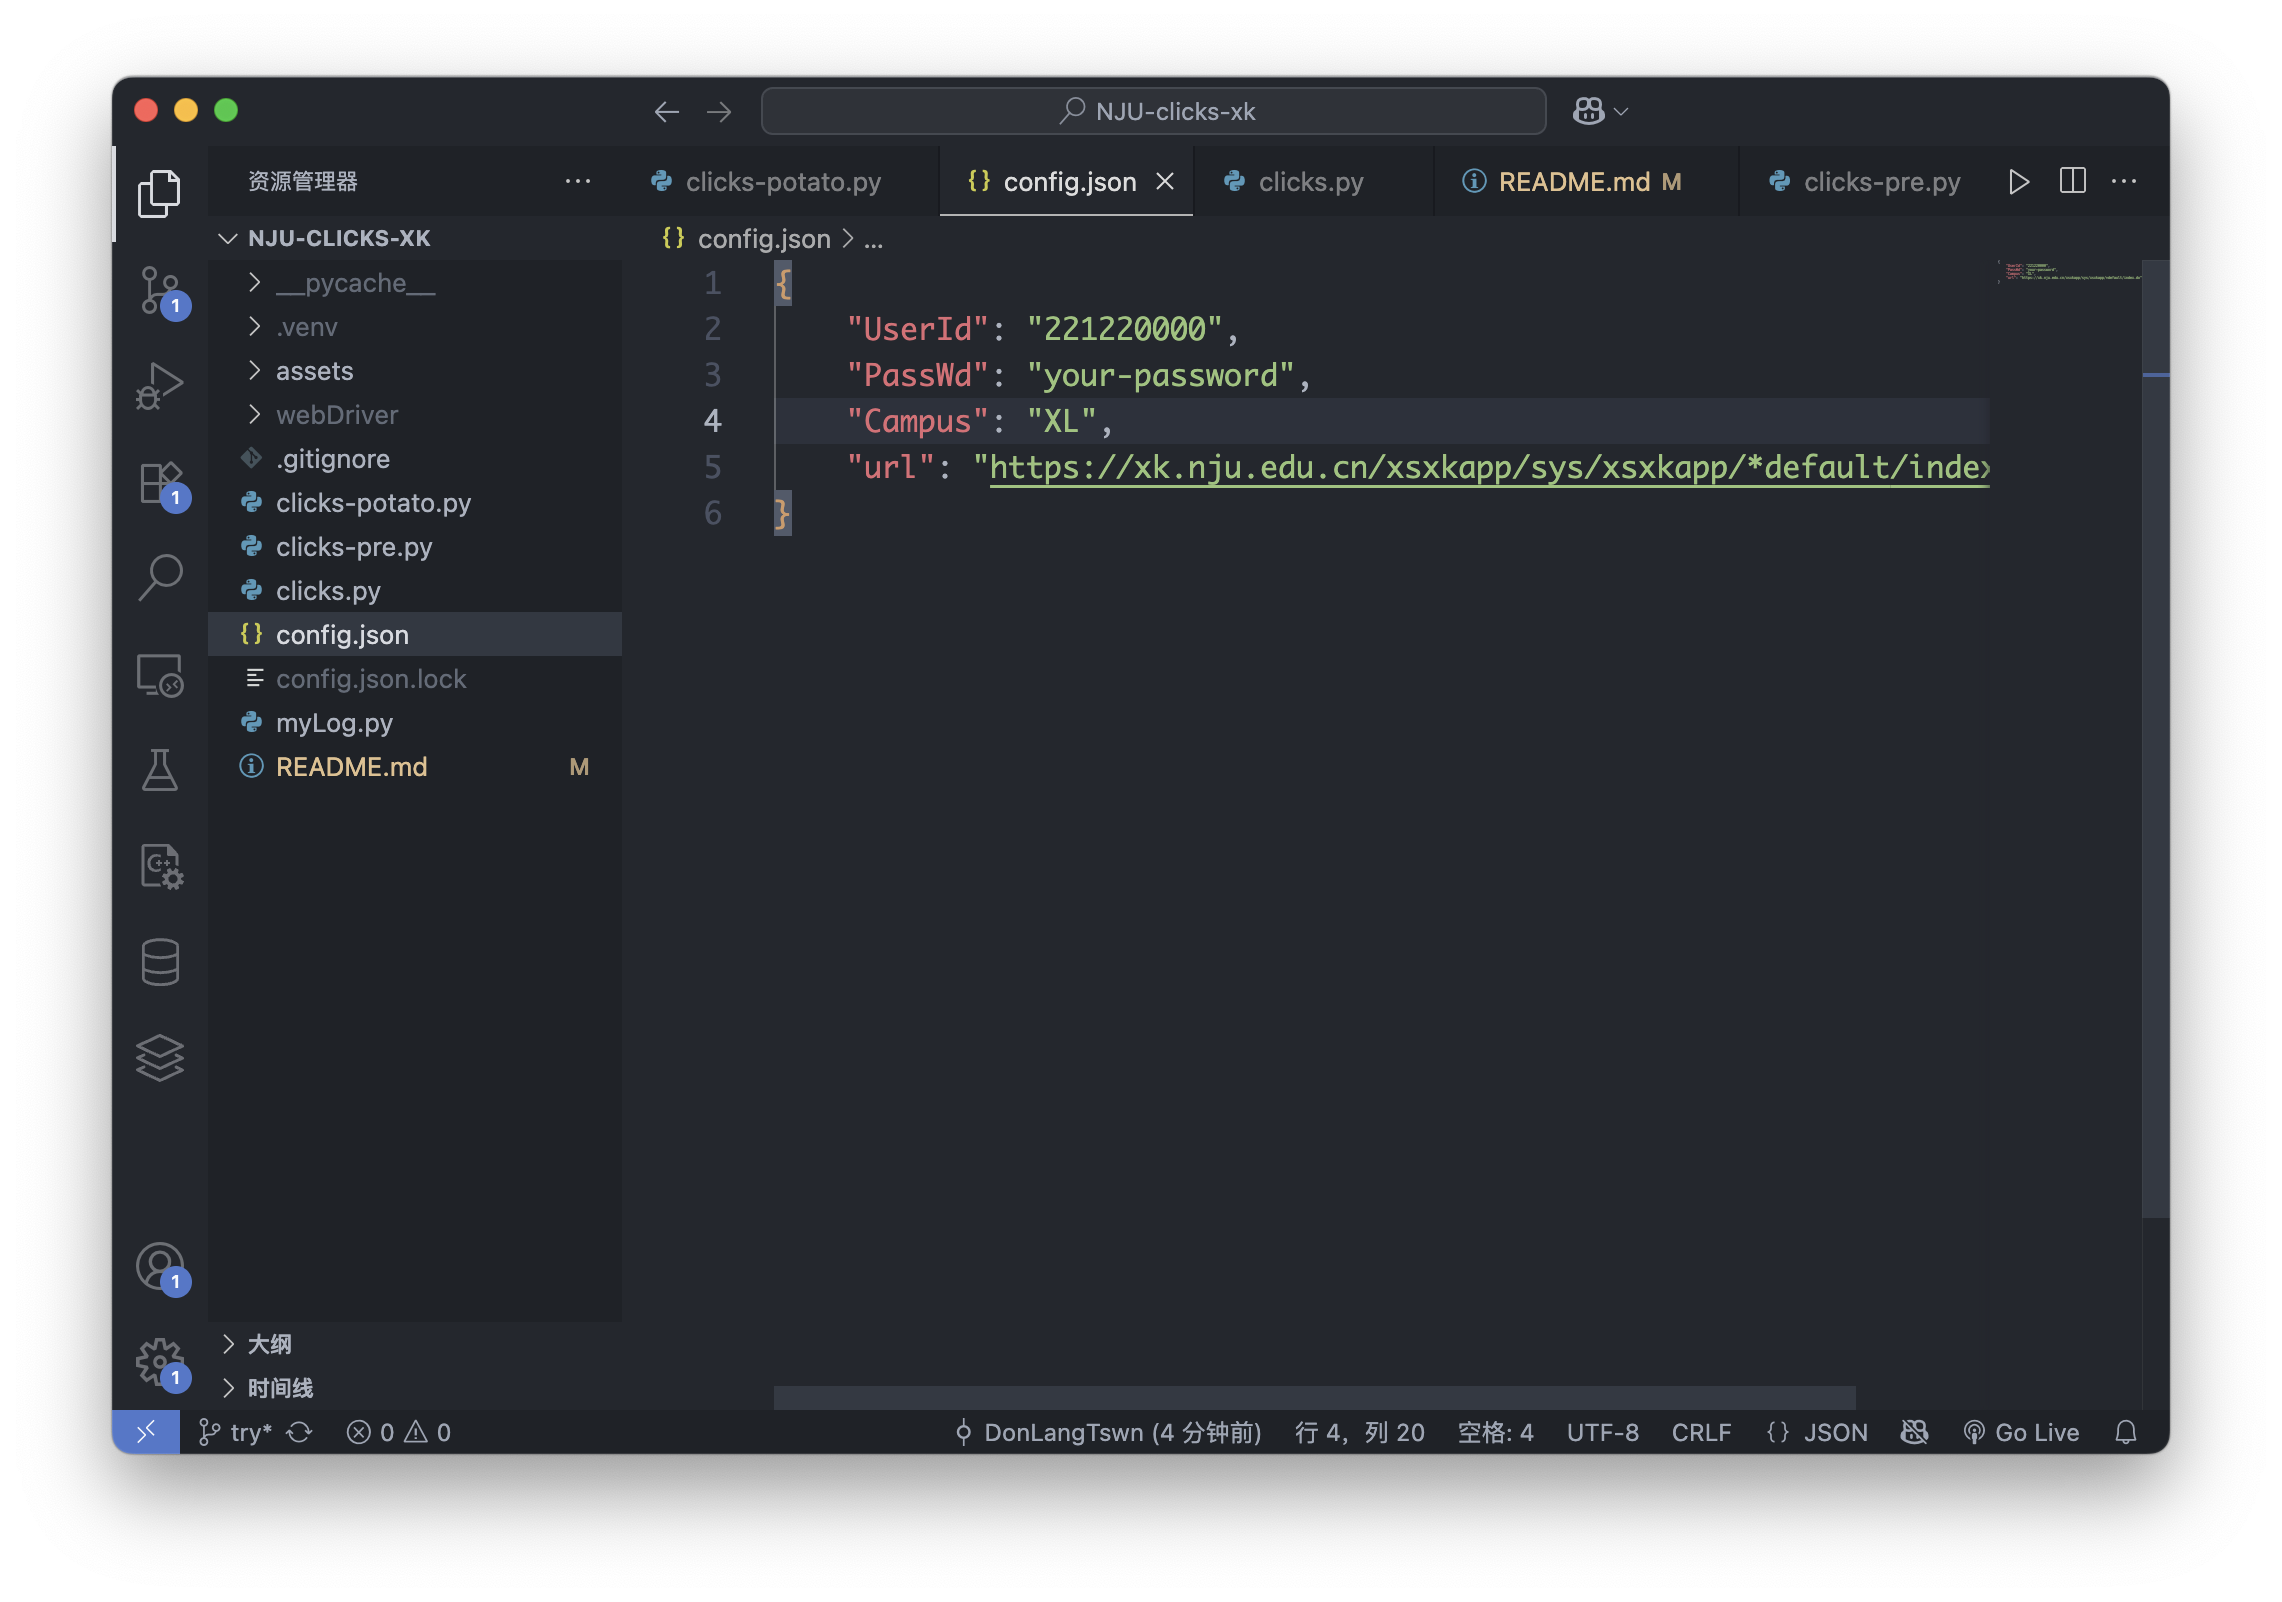 NJU-clicks-xk
资源管理器
clicks-potato.py
config.json
clicks.py
README.md M
clicks-pre.py
NJU-CLICKS-XK
config.json > ...
__pycache__
.venv
assets
webDriver
.gitignore
clicks-potato.py
clicks-pre.py
clicks.py
config.json
config.json.lock
myLog.py
README.md M
1 {
2 "UserId": "221220000",
3 "PassWd": "your-password",
4 "Campus": "XL",
5 "url": "https://xk.nju.edu.cn/xsxkapp/sys/xsxkapp/*default/index
6 }
1
1
1
1
大纲
时间线
try* 0 0 DonLangTswn (4 分钟前) 行 4，列 20 空格: 4 UTF-8 CRLF {} JSON Go Live